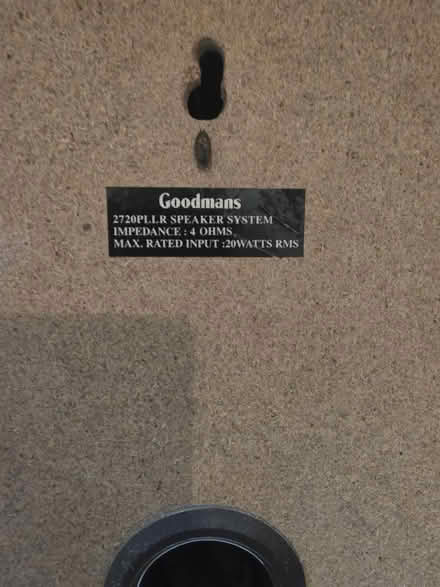 Goodmans
2720PLLR SPEAKER SYSTEM
IMPEDANCE : 4 OHMS
MAX. RATED INPUT :20WATTS RMS